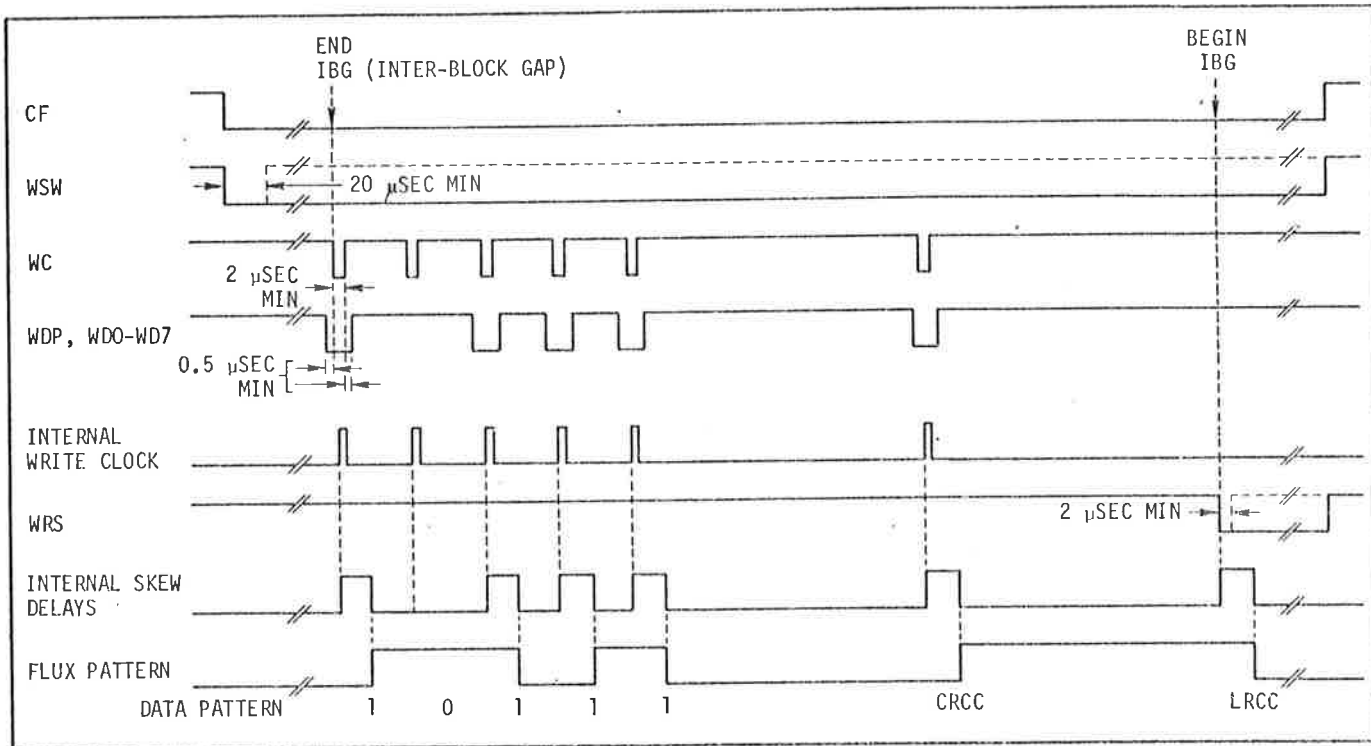 END
IBG (INTER-BLOCK GAP)
BEGIN
IBG
CF
WSW
20 μSEC MIN
WC
2 μSEC
MIN
WDP, WD0-WD7
0.5 μSEC
MIN
INTERNAL
WRITE CLOCK
WRS
2 μSEC MIN
INTERNAL SKEW
DELAYS
FLUX PATTERN
DATA PATTERN 1 0 1 1 1 CRCC LRCC